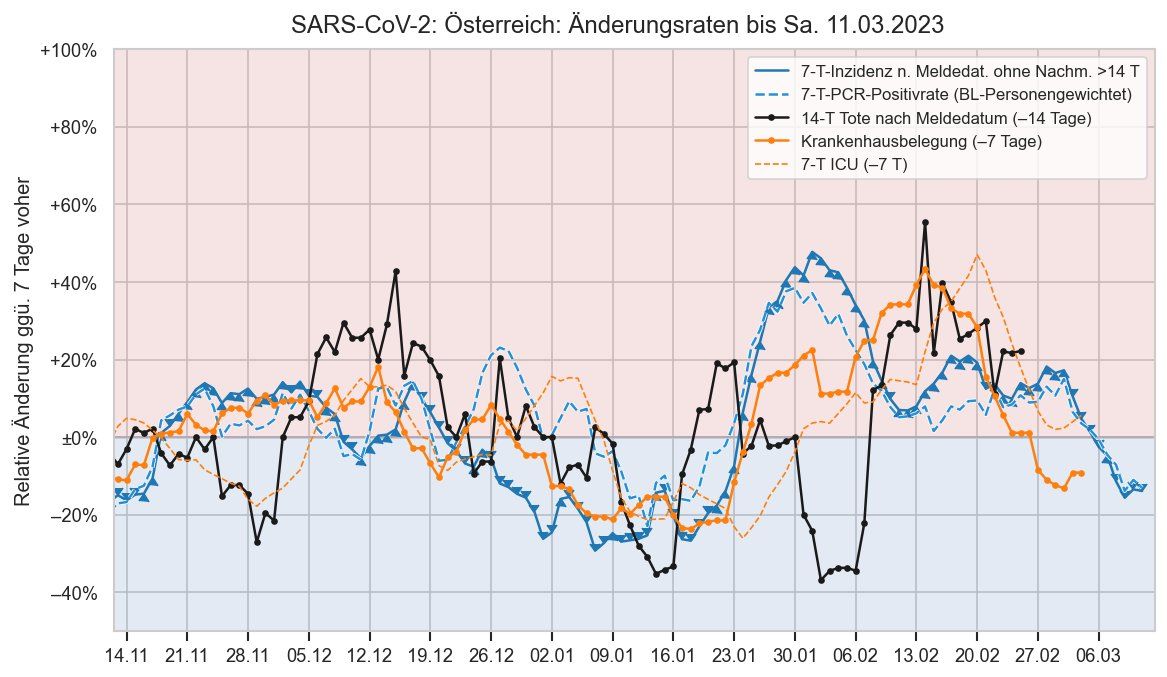 SARS-CoV-2: Österreich: Änderungsraten bis Sa. 11.03.2023
Relative Änderung ggü. 7 Tage voher
+100%
+80%
+60%
+40%
+20%
±0%
–20%
–40%
7-T-Inzidenz n. Meldedat. ohne Nachm. >14 T
7-T-PCR-Positivrate (BL-Personengewichtet)
14-T Tote nach Meldedatum (–14 Tage)
Krankenhausbelegung (–7 Tage)
7-T ICU (–7 T)
14.11 21.11 28.11 05.12 12.12 19.12 26.12 02.01 09.01 16.01 23.01 30.01 06.02 13.02 20.02 27.02 06.03